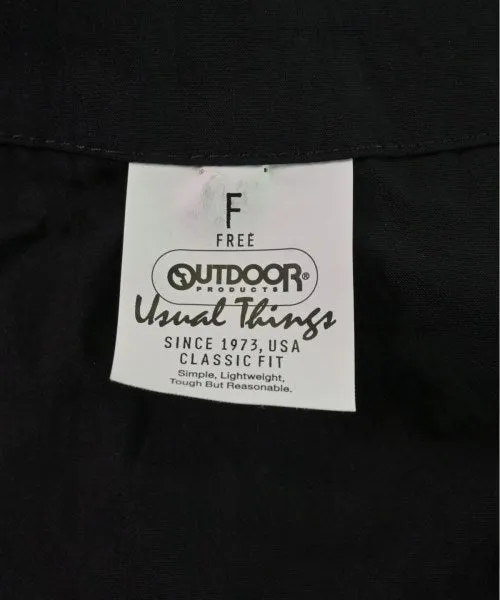 F
FREE
OUTDOOR®
PRODUCTS
Usual Things
SINCE 1973, USA
CLASSIC FIT
Simple, Lightweight,
Tough But Reasonable.